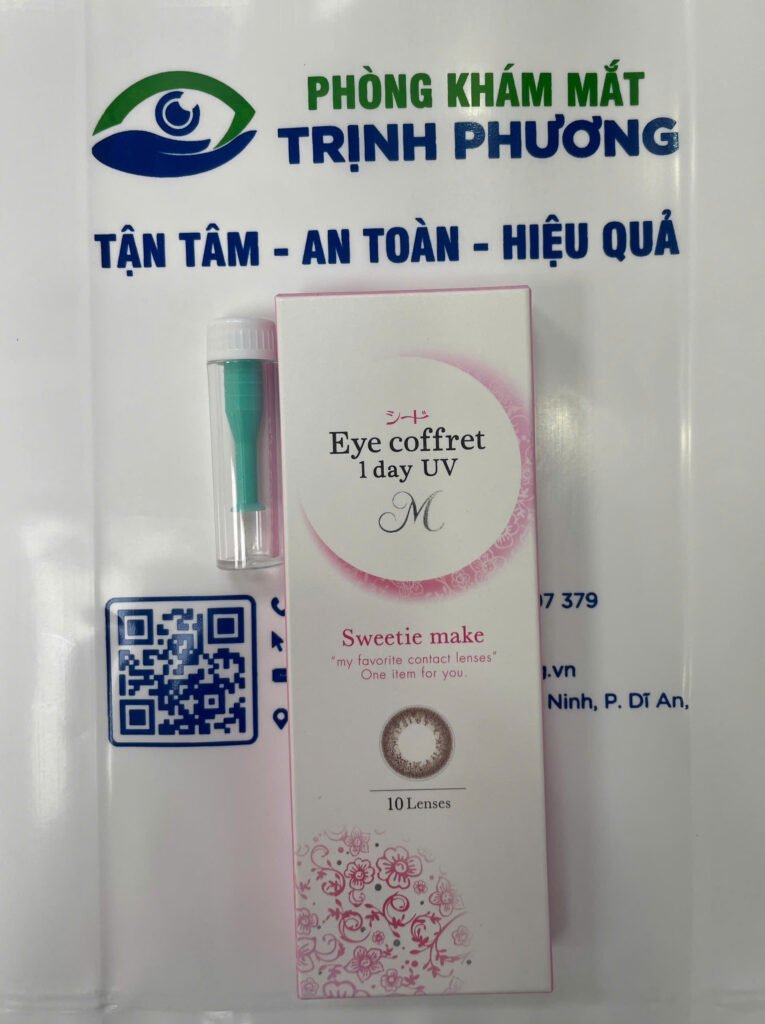 PHÒNG KHÁM MẮT
TRỊNH PHƯƠNG
TẬN TÂM - AN TOÀN - HIỆU QUẢ
シード
Eye coffret
1 day UV
M
Sweetie make
"my favorite contact lenses"
One item for you.
10 Lenses
379
.vn
Ninh, P. Dĩ An,